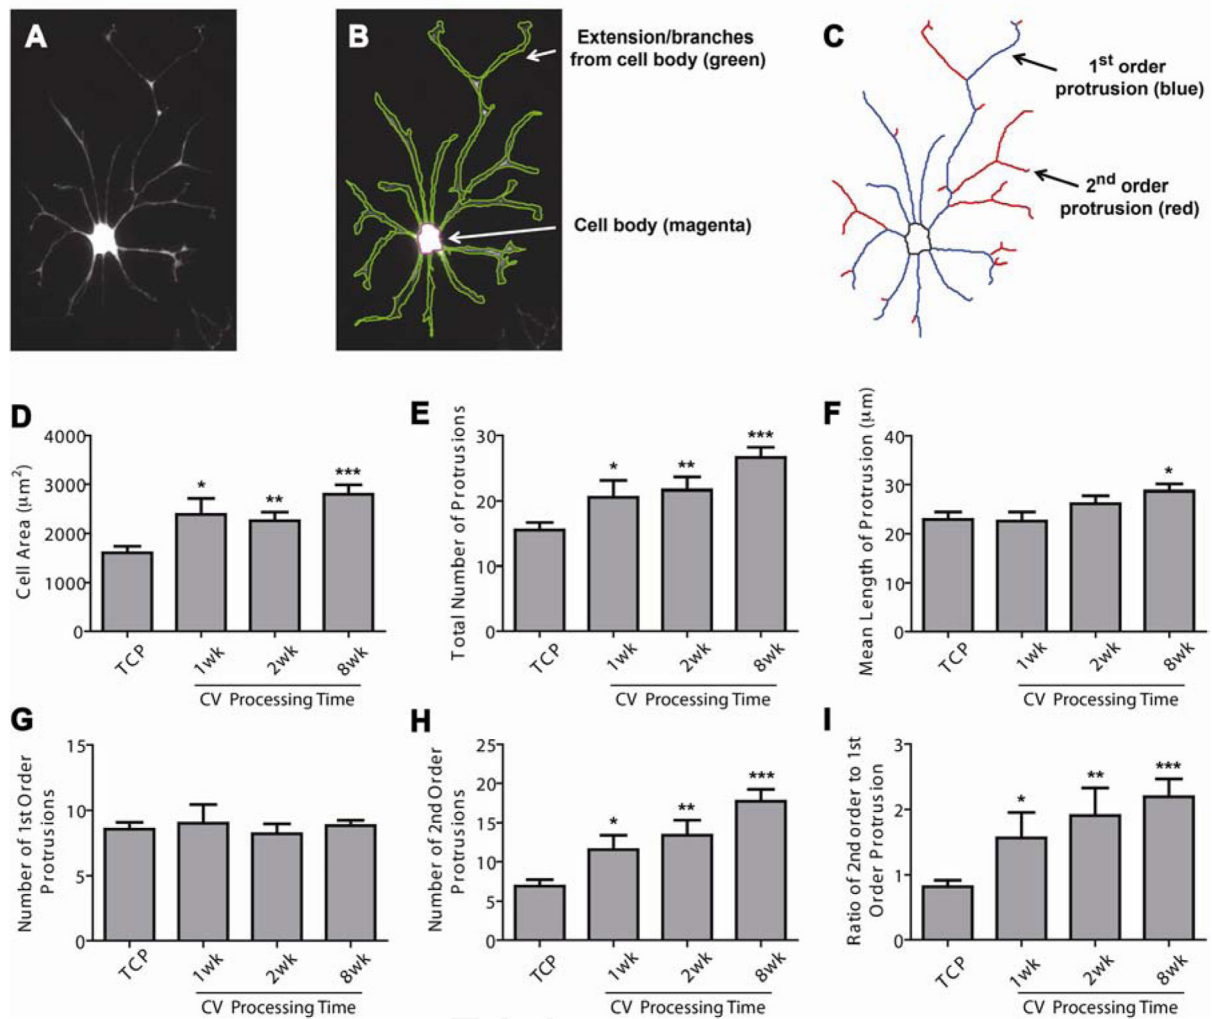 A
B
Extension/branches
from cell body (green)
Cell body (magenta)
C
1st order
protrusion (blue)
2nd order
protrusion (red)
D
Cell Area (μm2)
4000
3000
2000
1000
0
*
**
***
TCP
1wk
2wk
8wk
CV Processing Time
E
Total Number of Protrusions
30
20
10
0
*
**
***
TCP
1wk
2wk
8wk
CV Processing Time
F
Mean Length of Protrusion (μm)
40
30
20
10
0
*
TCP
1wk
2wk
8wk
CV Processing Time
G
Number of 1st Order
Protrusions
15
10
5
0
TCP
1wk
2wk
8wk
CV Processing Time
H
Number of 2nd Order
Protrusions
25
20
15
10
5
0
*
**
***
TCP
1wk
2wk
8wk
CV Processing Time
I
Ratio of 2nd order to 1st
Order Protrusion
3
2
1
0
*
**
***
TCP
1wk
2wk
8wk
CV Processing Time